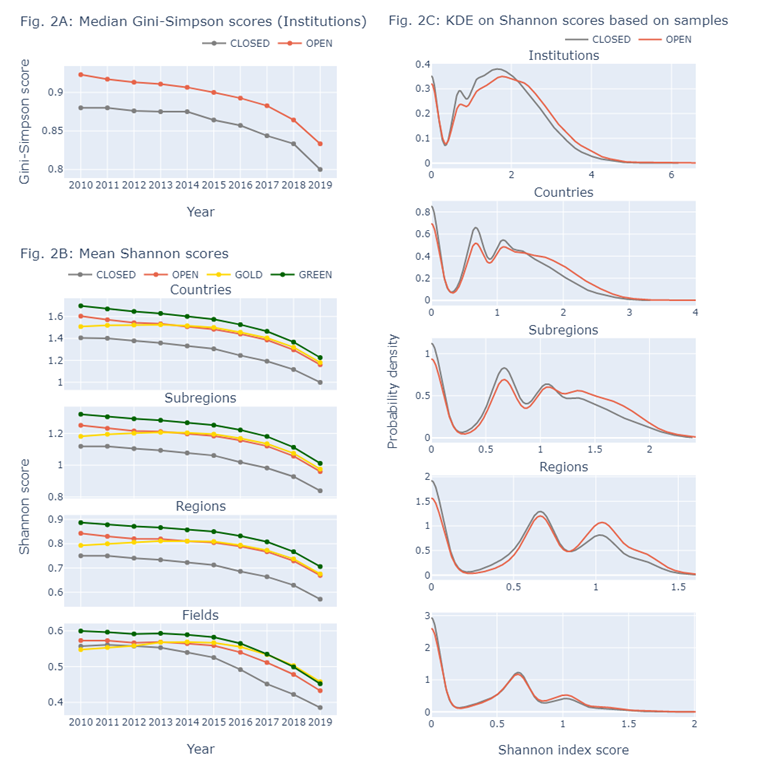 Fig. 2A: Median Gini-Simpson scores (Institutions)
CLOSED OPEN
Gini-Simpson score
0.9
0.85
0.8
2010 2011 2012 2013 2014 2015 2016 2017 2018 2019
Year
Fig. 2B: Mean Shannon scores
CLOSED OPEN GOLD GREEN
Countries
1.6
1.4
1.2
1
Subregions
1.2
1
0.8
Shannon score
Regions
0.9
0.8
0.7
0.6
Fields
0.6
0.5
0.4
2010 2011 2012 2013 2014 2015 2016 2017 2018 2019
Year
Fig. 2C: KDE on Shannon scores based on samples
CLOSED OPEN
Institutions
0.4
0.3
0.2
0.1
0
0 2 4 6
Countries
0.8
0.6
0.4
0.2
0
0 1 2 3 4
Probability density
Subregions
1
0.5
0
0 0.5 1 1.5 2
Regions
2
1.5
1
0.5
0
0 0.5 1 1.5
3
2
1
0
0 0.5 1 1.5 2
Shannon index score